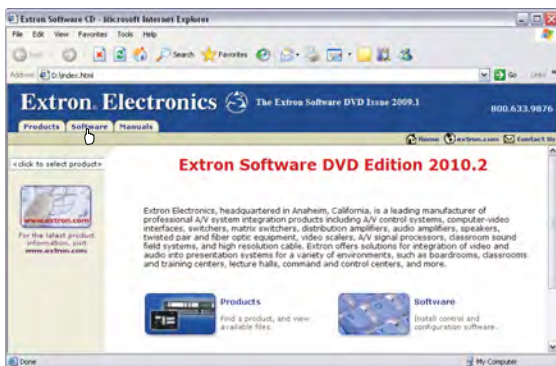 Extron Software CD - Microsoft Internet Explorer
File Edit View Favorites Tools Help
Search Favorites
Address D:\index.html Go Links
Extron Electronics The Extron Software DVD Issue 2009.1 800.633.9876
Products Software Manuals
Home extron.com Contact Us
<click to select product>
Extron Software DVD Edition 2010.2
www.extron.com
For the latest product
information, visit
www.extron.com
Extron Electronics, headquartered in Anaheim, California, is a leading manufacturer of
professional A/V system integration products including A/V control systems, computer-video
interfaces, switchers, matrix switchers, distribution amplifiers, audio amplifiers, speakers,
twisted pair and fiber optic equipment, video scalers, A/V signal processors, classroom sound
field systems, and high resolution cable. Extron offers solutions for integration of video and
audio into presentation systems for a variety of environments, such as boardrooms, classrooms
and training centers, lecture halls, command and control centers, and more.
Products
Find a product, and view
available files.
Software
Install control and
configuration software.
Done My Computer